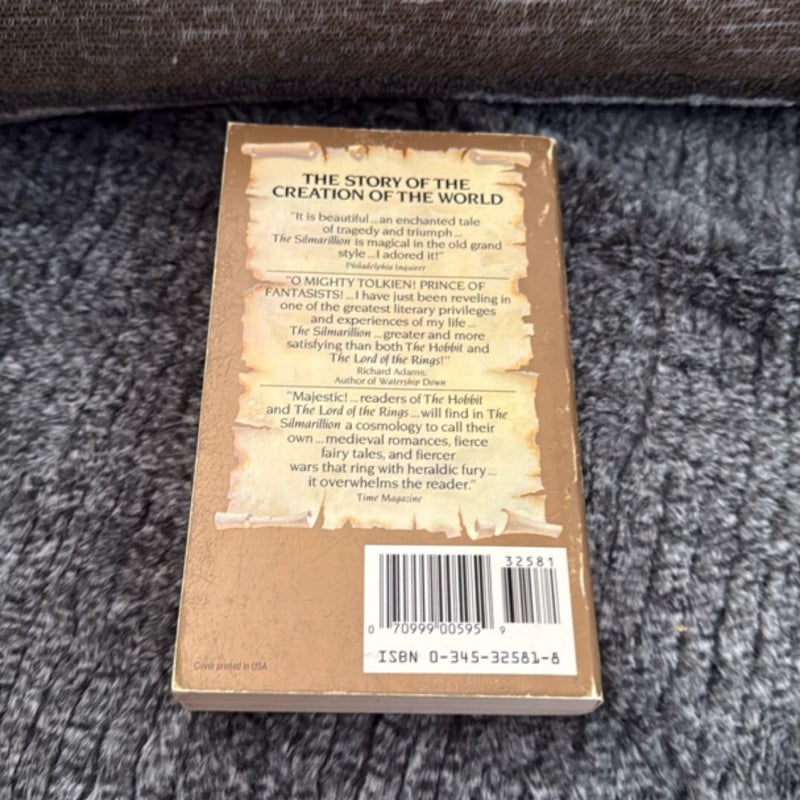 THE STORY OF THE
CREATION OF THE WORLD
"It is beautiful...an enchanted tale
of tragedy and triumph...
The Silmarillion is magical in the old grand
style...I adored it!"
Philadelphia Inquirer
"O MIGHTY TOLKIEN! PRINCE OF
FANTASISTS!...I have just been reveling in
one of the greatest literary privileges
and experiences of my life...
The Silmarillion...greater and more
satisfying than both The Hobbit and
The Lord of the Rings!"
Richard Adams,
Author of Watership Down
"Majestic!...readers of The Hobbit
and The Lord of the Rings...will find in The
Silmarillion a cosmology to call their
own...medieval romances, fierce
fairy tales, and fiercer
wars that ring with heraldic fury...
it overwhelms the reader."
Time Magazine
32581
0 70999 00595 9
ISBN 0-345-32581-8
Cover printed in USA